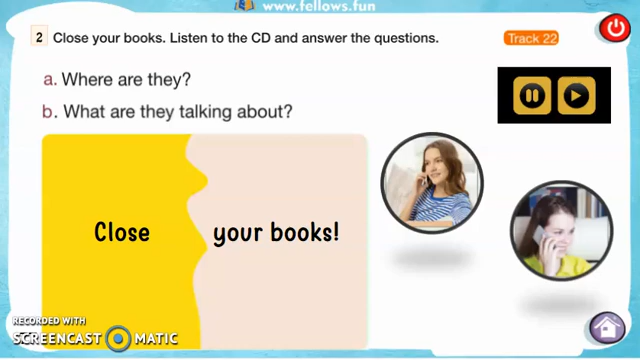 www.fellows.fun
2 Close your books. Listen to the CD and answer the questions.
Track 22
a. Where are they?
b. What are they talking about?
Close your books!
RECORDED WITH
SCREENCAST MATIC